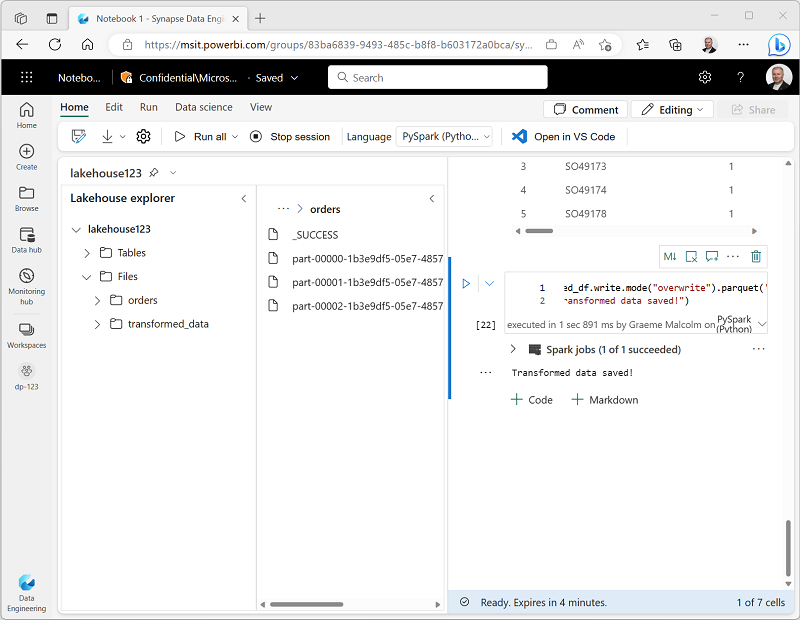 Notebook 1 - Synapse Data Engi
https://msit.powerbi.com/groups/83ba6839-9493-485c-b8f8-b603172a0bca/sy...
Notebo...
Confidential\Micros...
· Saved
Search
?
Home
Edit
Run
Data science
View
Comment
Editing
Share
Run all
Stop session
Language
PySpark (Pytho...
Open in VS Code
Home
Create
Browse
Data hub
Monitoring
hub
Workspaces
dp-123
Data
Engineering
lakehouse123
Lakehouse explorer
lakehouse123
Tables
Files
orders
transformed_data
... > orders
_SUCCESS
part-00000-1b3e9df5-05e7-4857
part-00001-1b3e9df5-05e7-4857
part-00002-1b3e9df5-05e7-4857
3 SO49173 1
4 SO49174 1
5 SO49178 1
M↓
1 ed_df.write.mode("overwrite").parquet('
2 ransformed data saved!")
[22]
executed in 1 sec 891 ms by Graeme Malcolm on
PySpark
(Python)
Spark jobs (1 of 1 succeeded)
...
... Transformed data saved!
+ Code
+ Markdown
Ready. Expires in 4 minutes.
1 of 7 cells